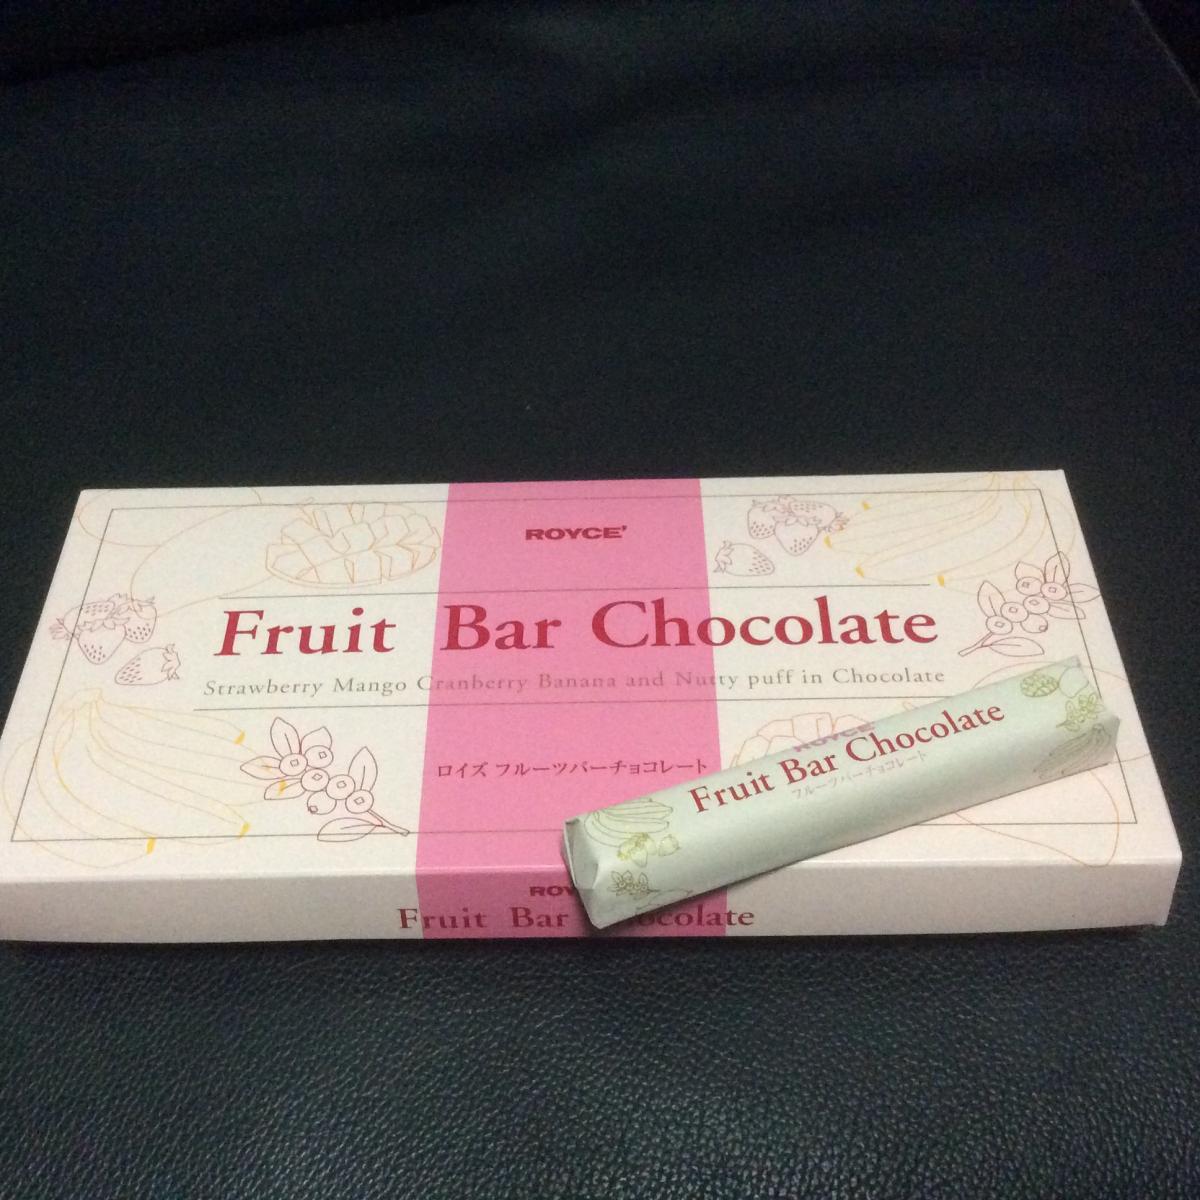 ROYCE'
Fruit Bar Chocolate
Strawberry Mango Cranberry Banana and Nutty puff in Chocolate
ロイズ フルーツバーチョコレート
ROYCE'
Fruit Bar Chocolate
フルーツバーチョコレート
ROY
Fruit Bar ocolate